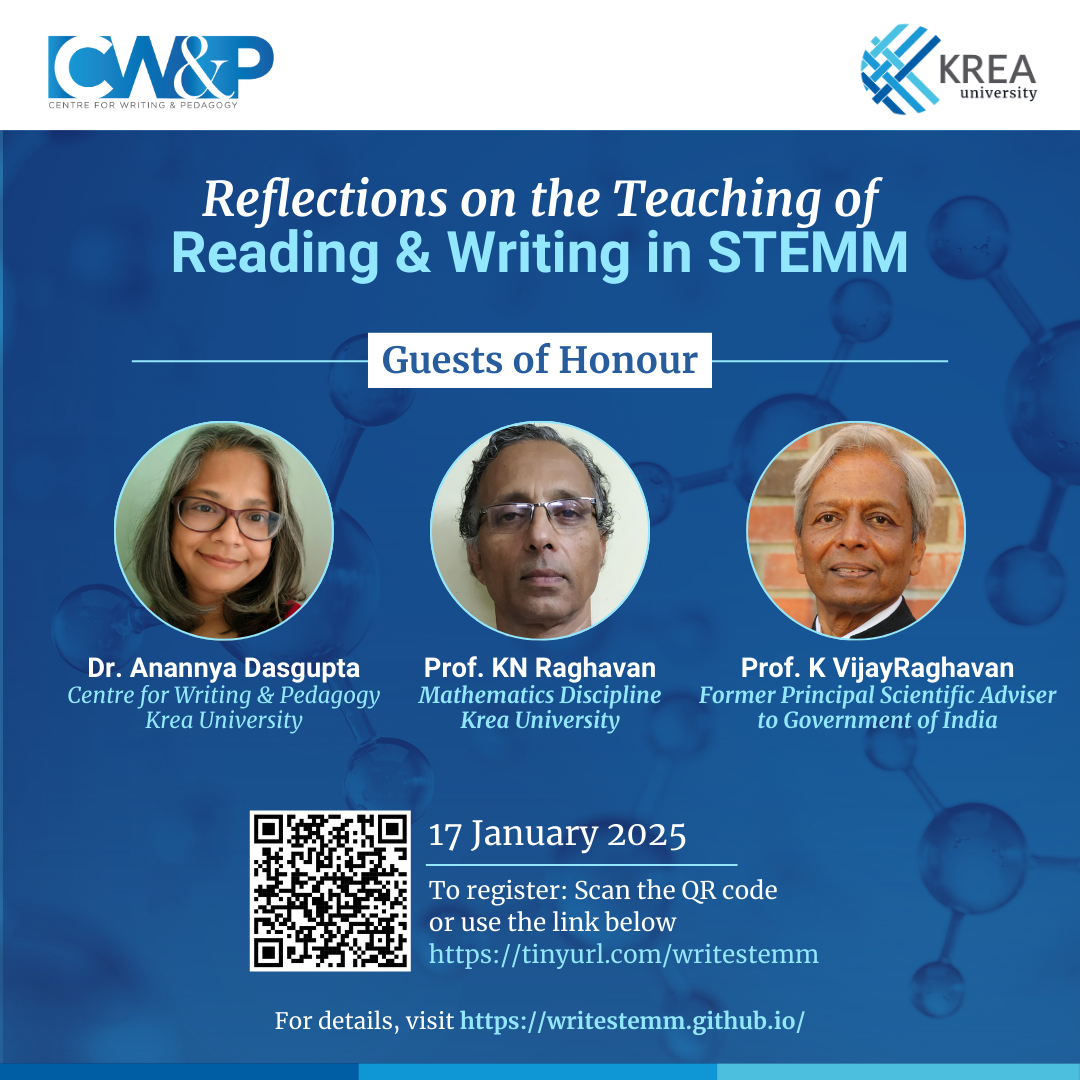 CW&P
CENTRE FOR WRITING & PEDAGOGY
KREA
university
Reflections on the Teaching of
Reading & Writing in STEMM
Guests of Honour
Dr. Anannya Dasgupta
Centre for Writing & Pedagogy
Krea University
Prof. KN Raghavan
Mathematics Discipline
Krea University
Prof. K VijayRaghavan
Former Principal Scientific Adviser
to Government of India
17 January 2025
To register: Scan the QR code
or use the link below
https://tinyurl.com/writestemm
For details, visit https://writestemm.github.io/